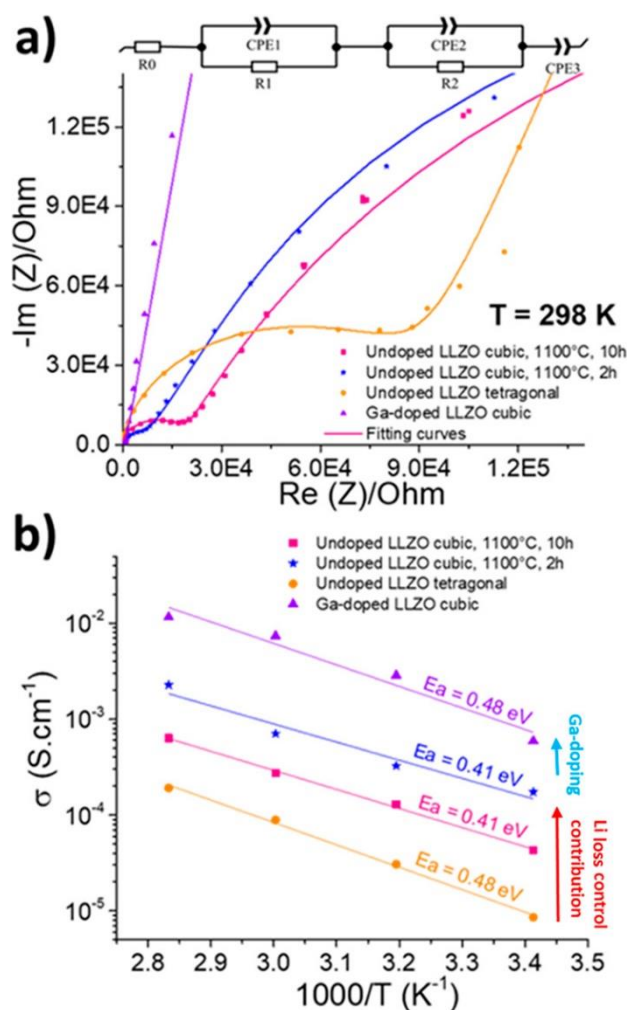 a)
CPE1
CPE2
R0
R1
R2
CPE3
-Im (Z)/Ohm
1.2E5
9.0E4
6.0E4
3.0E4
0.0
T = 298 K
Undoped LLZO cubic, 1100°C, 10h
Undoped LLZO cubic, 1100°C, 2h
Undoped LLZO tetragonal
Ga-doped LLZO cubic
Fitting curves
0.0 3.0E4 6.0E4 9.0E4 1.2E5
Re (Z)/Ohm
b)
Undoped LLZO cubic, 1100°C, 10h
Undoped LLZO cubic, 1100°C, 2h
Undoped LLZO tetragonal
Ga-doped LLZO cubic
σ (S.cm⁻¹)
10⁻²
10⁻³
10⁻⁴
10⁻⁵
Ea = 0.48 eV
Ea = 0.41 eV
Ea = 0.41 eV
Ea = 0.48 eV
Ga-doping
Li loss control
contribution
2.8 2.9 3.0 3.1 3.2 3.3 3.4 3.5
1000/T (K⁻¹)